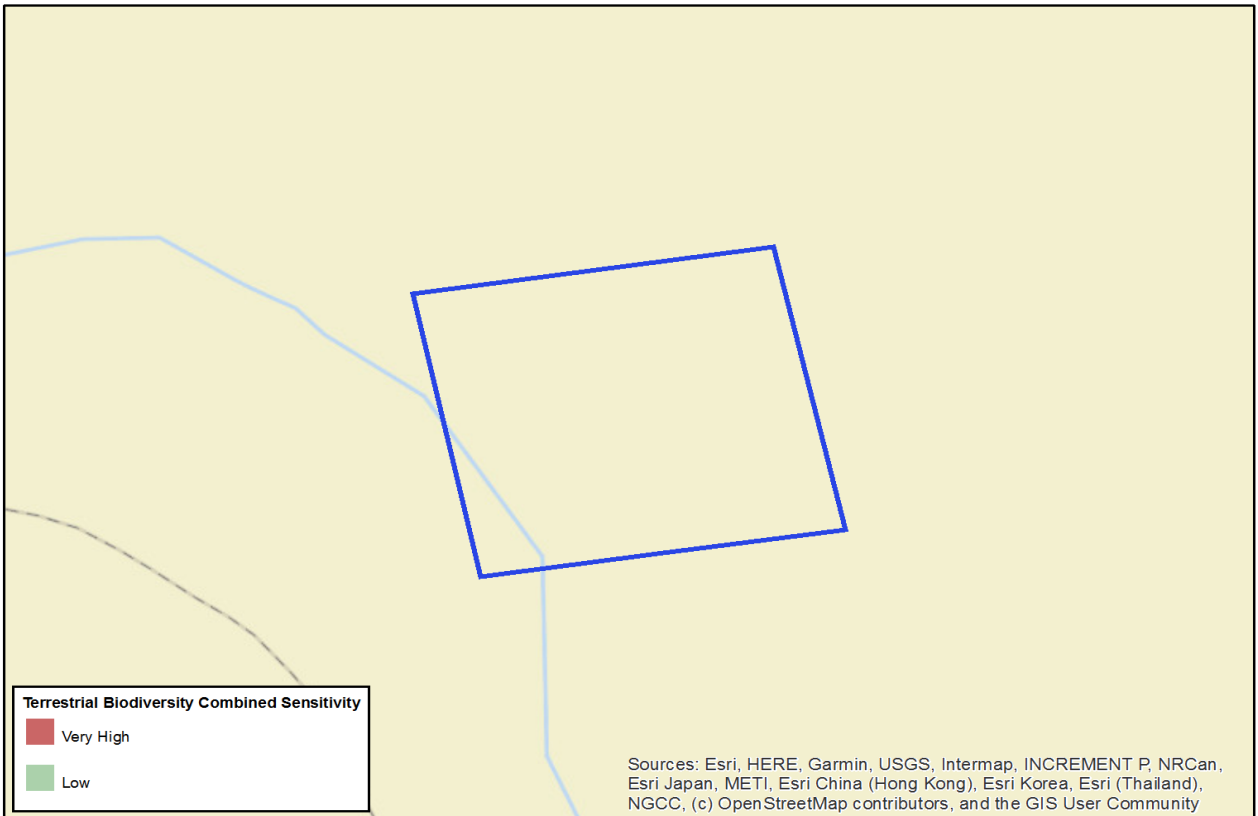 Terrestrial Biodiversity Combined Sensitivity
Very High
Low
Sources: Esri, HERE, Garmin, USGS, Intermap, INCREMENT P, NRCan,
Esri Japan, METI, Esri China (Hong Kong), Esri Korea, Esri (Thailand),
NGCC, (c) OpenStreetMap contributors, and the GIS User Community